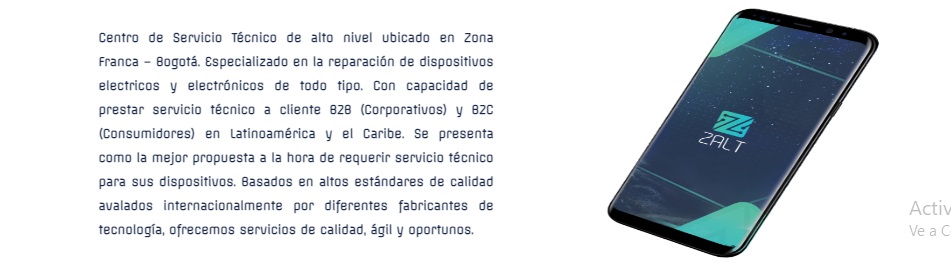 Centro de Servicio Técnico de alto nivel ubicado en Zona
Franca – Bogotá. Especializado en la reparación de dispositivos
electricos y electrónicos de todo tipo. Con capacidad de
prestar servicio técnico a cliente B2B (Corporativos) y B2C
(Consumidores) en Latinoamérica y el Caribe. Se presenta
como la mejor propuesta a la hora de requerir servicio técnico
para sus dispositivos. Basados en altos estándares de calidad
avalados internacionalmente por diferentes fabricantes de
tecnología, ofrecemos servicios de calidad, ágil y oportunos.
ZALT
Activ
Ve a C